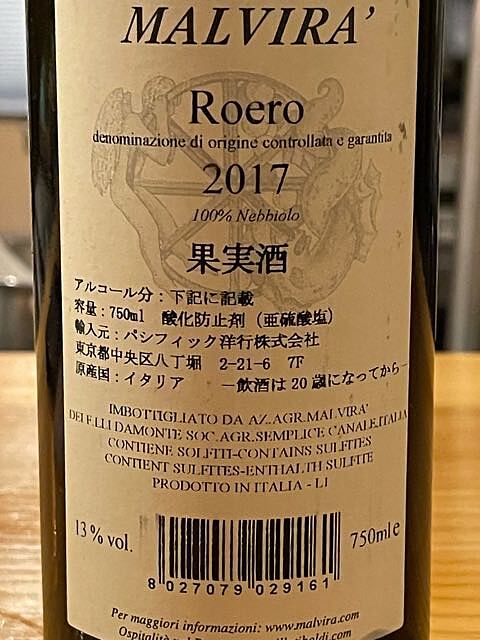 MALVIRA'
Roero
denominazione di origine controllata e garantita
2017
100% Nebbiolo
果実酒
アルコール分：下記に記載
容量：750ml 酸化防止剤（亜硫酸塩）
輸入元：パシフィック洋行株式会社
東京都中央区八丁堀 2-21-6 7F
原産国：イタリア —飲酒は20歳になってから—
IMBOTTIGLIATO DA AZ.AGR.MALVIRA'
DEI F.LLI DAMONTE SOC.AGR.SEMPLICE CANALE.ITALIA
CONTIENE SOLFITI-CONTAINS SULFITES
CONTIENT SULFITES-ENTHALTH SULFITE
PRODOTTO IN ITALIA - L1
13% vol.
750ml e
8 027079 029161
Per maggiori informazioni: www.malvira.com
Ospitalità